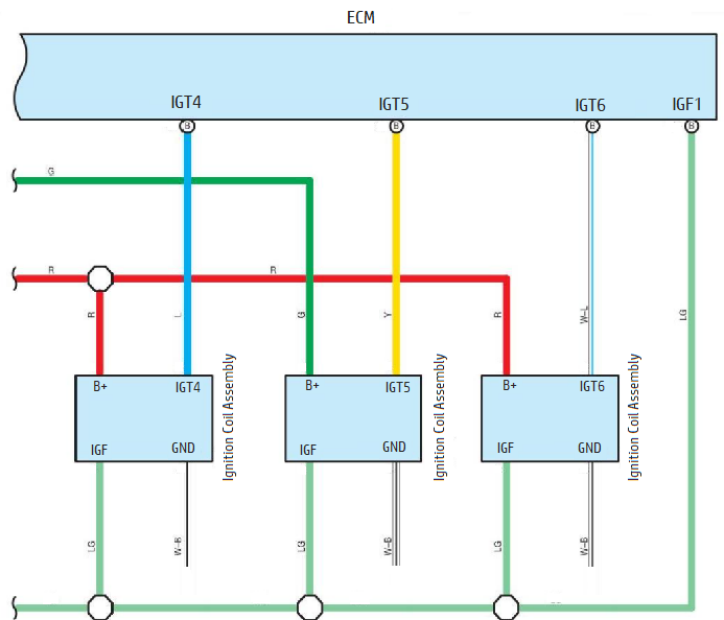 ECM
IGT4
IGT5
IGT6
IGF1
B
B
B
B
G
R
R
R
L
G
Y
R
W-L
LG
B+
IGT4
IGF
GND
Ignition Coil Assembly
B+
IGT5
IGF
GND
Ignition Coil Assembly
B+
IGT6
IGF
GND
Ignition Coil Assembly
LG
W-B
LG
W-B
LG
W-B